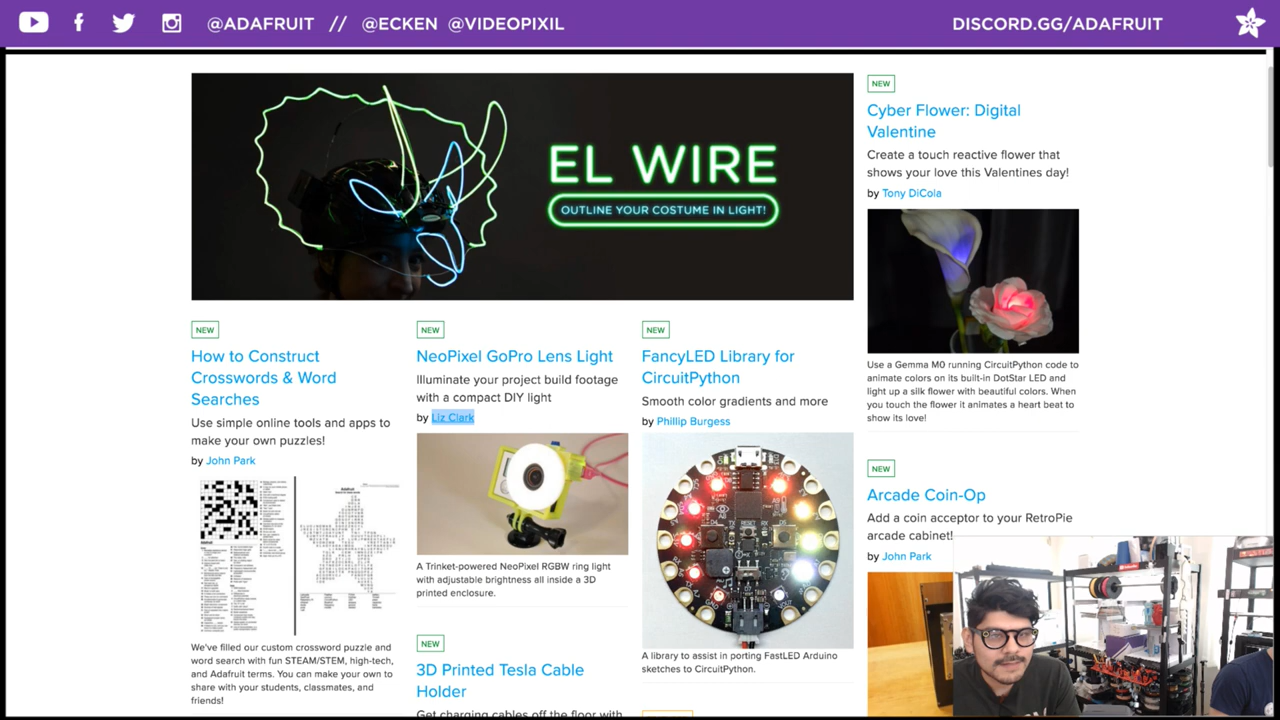 @ADAFRUIT // @ECKEN @VIDEOPIXIL
DISCORD.GG/ADAFRUIT
EL WIRE
OUTLINE YOUR COSTUME IN LIGHT!
NEW
How to Construct
Crosswords & Word
Searches
Use simple online tools and apps to
make your own puzzles!
by John Park
We've filled our custom crossword puzzle and
word search with fun STEAM/STEM, high-tech,
and Adafruit terms. You can make your own to
share with your students, classmates, and
friends!
NEW
NeoPixel GoPro Lens Light
Illuminate your project build footage
with a compact DIY light
by Liz Clark
A Trinket-powered NeoPixel RGBW ring light
with adjustable brightness all inside a 3D
printed enclosure.
NEW
3D Printed Tesla Cable
Holder
Get charging cables off the floor with
NEW
FancyLED Library for
CircuitPython
Smooth color gradients and more
by Phillip Burgess
A library to assist in porting FastLED Arduino
sketches to CircuitPython.
NEW
Cyber Flower: Digital
Valentine
Create a touch reactive flower that
shows your love this Valentines day!
by Tony DiCola
Use a Gemma M0 running CircuitPython code to
animate colors on its built-in DotStar LED and
light up a silk flower with beautiful colors. When
you touch the flower it animates a heart beat to
show its love!
NEW
Arcade Coin-Op
Add a coin acceptor to your RetroPie
arcade cabinet!
by John Park